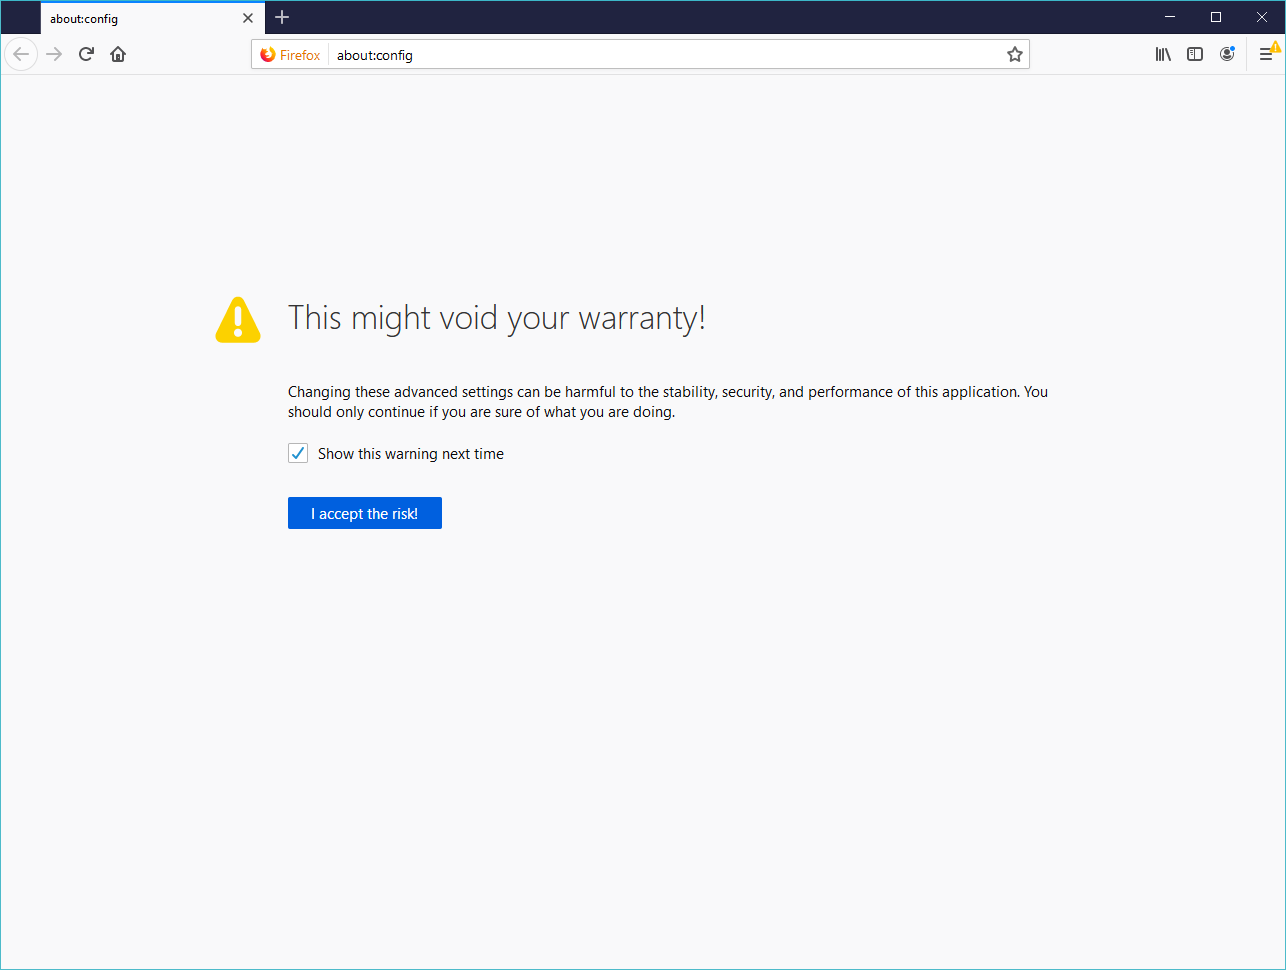 about:config
Firefox about:config
This might void your warranty!
Changing these advanced settings can be harmful to the stability, security, and performance of this application. You
should only continue if you are sure of what you are doing.
Show this warning next time
I accept the risk!